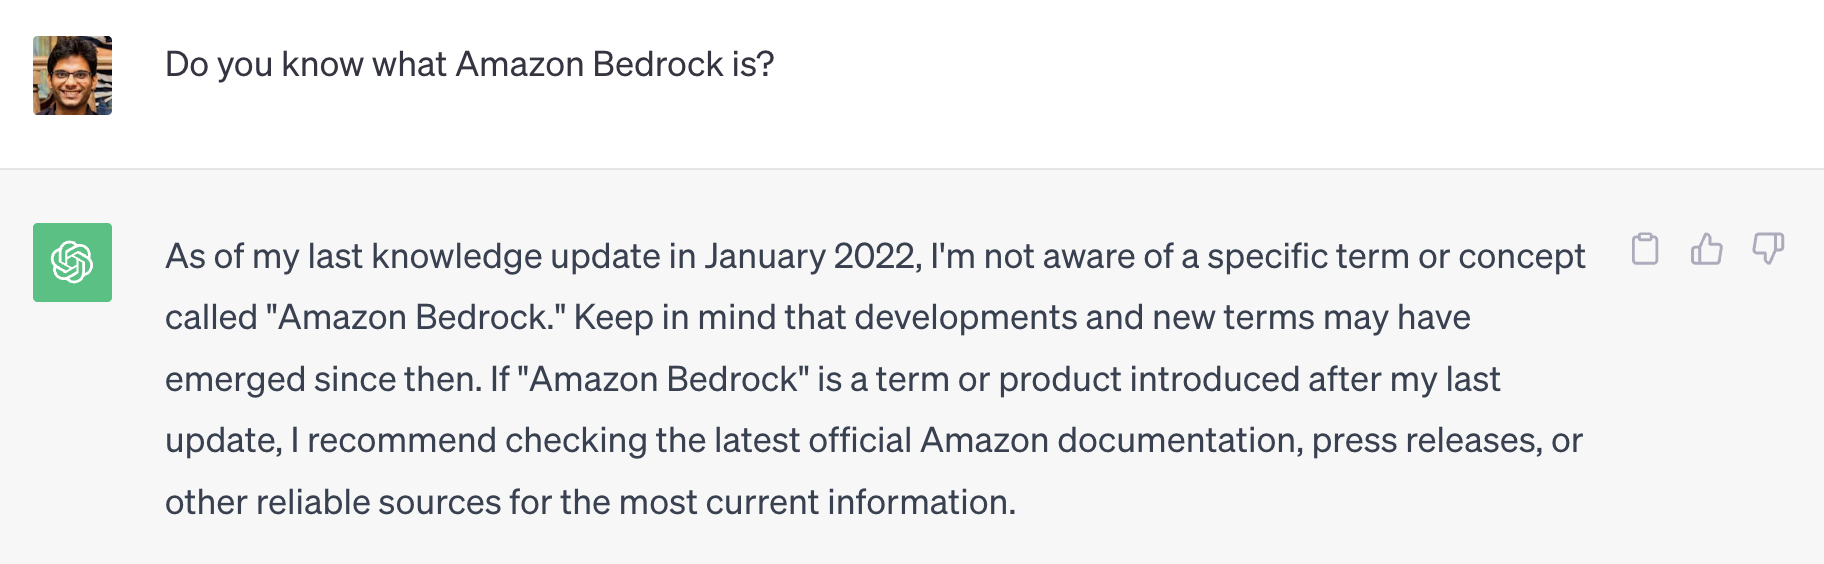 Do you know what Amazon Bedrock is?
As of my last knowledge update in January 2022, I'm not aware of a specific term or concept
called "Amazon Bedrock." Keep in mind that developments and new terms may have
emerged since then. If "Amazon Bedrock" is a term or product introduced after my last
update, I recommend checking the latest official Amazon documentation, press releases, or
other reliable sources for the most current information.